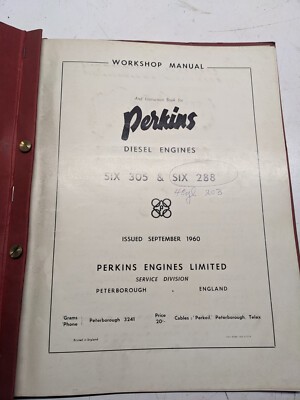 WORKSHOP MANUAL
And Instruction Book for
Perkins
DIESEL ENGINES
SIX 305 & SIX 288
ISSUED SEPTEMBER 1960
PERKINS ENGINES LIMITED
SERVICE DIVISION
PETERBOROUGH . ENGLAND
'Grams Peterborough 3241 Price Cables : 'Perkoil' Peterborough, Telex
'Phone 20/-
Printed in England